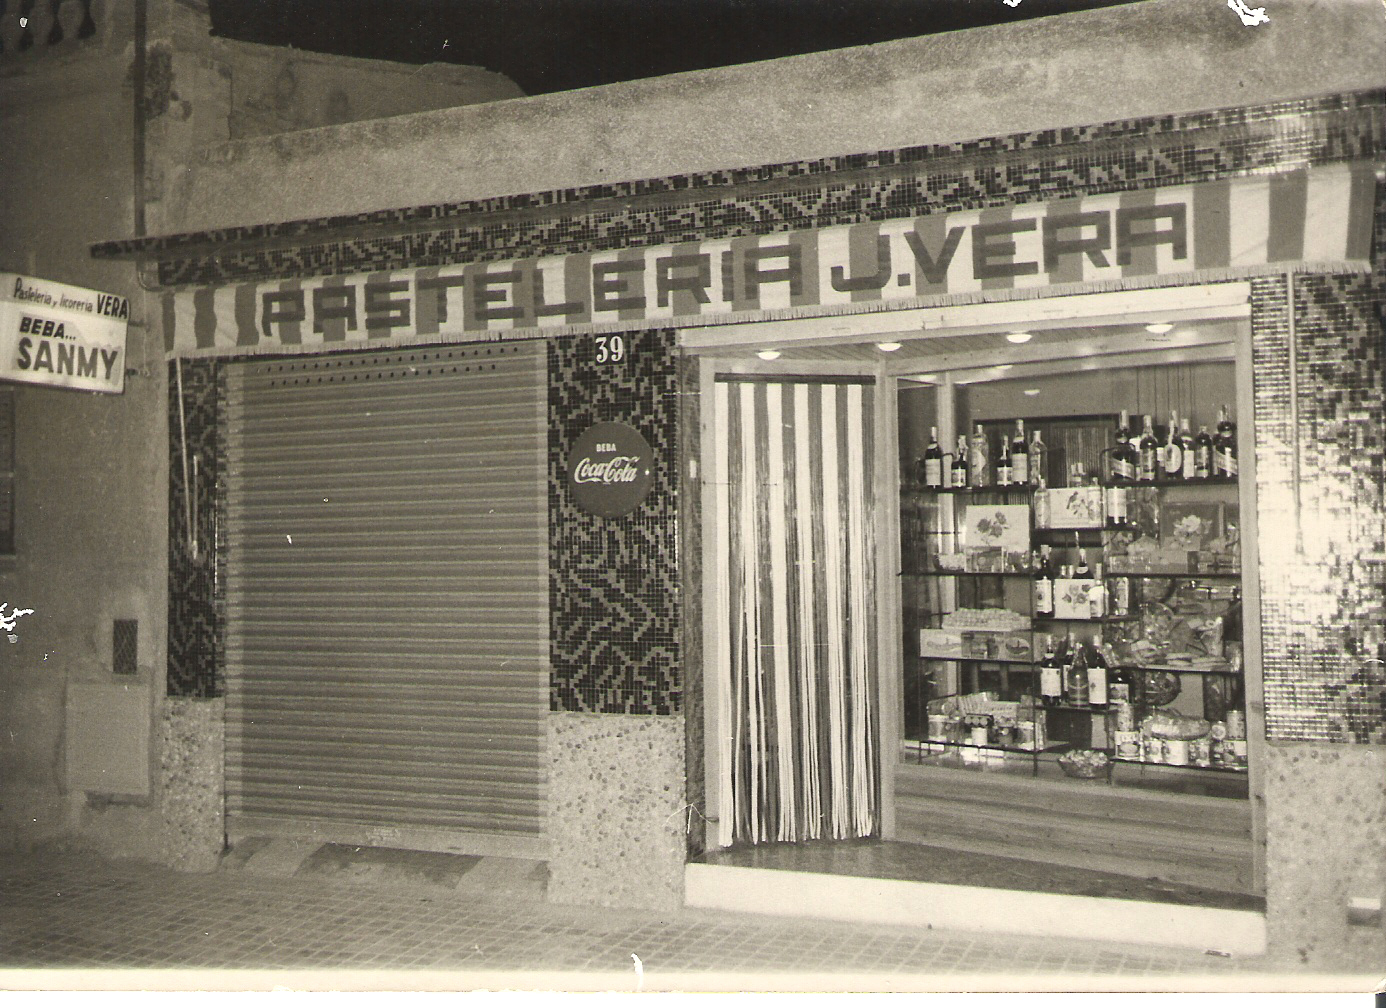 PASTELERIA J.VERA
Pasteleria y licoreria VERA
BEBA...
SANMY
39
BEBA
Coca-Cola